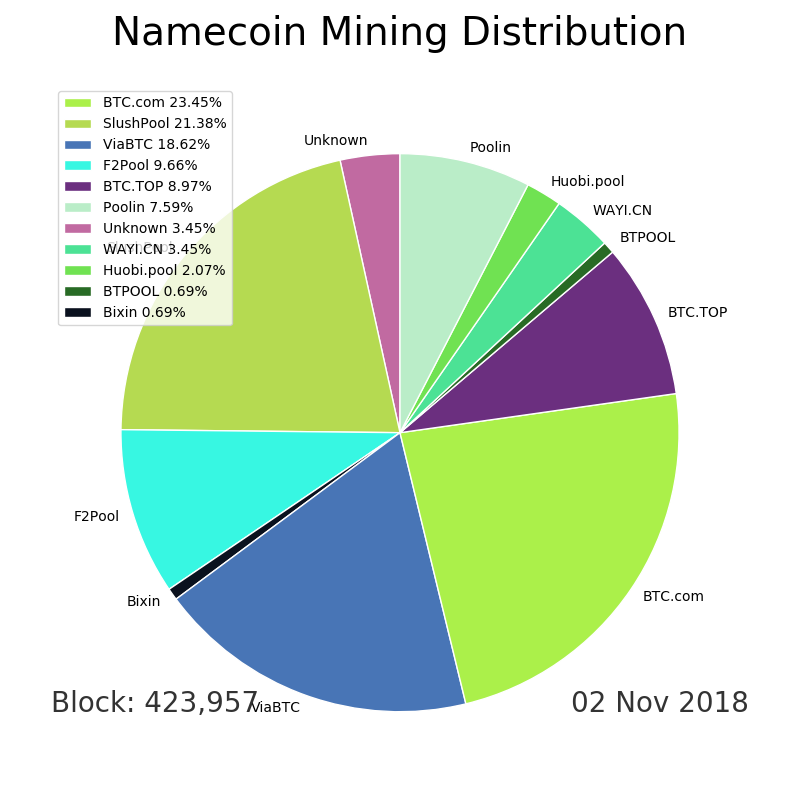 Namecoin Mining Distribution
BTC.com 23.45%
SlushPool 21.38%
ViaBTC 18.62%
F2Pool 9.66%
BTC.TOP 8.97%
Poolin 7.59%
Unknown 3.45%
WAYI.CN 3.45%
Huobi.pool 2.07%
BTPOOL 0.69%
Bixin 0.69%
Unknown
Poolin
Huobi.pool
WAYI.CN
BTPOOL
BTC.TOP
F2Pool
BTC.com
Bixin
ViaBTC
Block: 423,957
02 Nov 2018